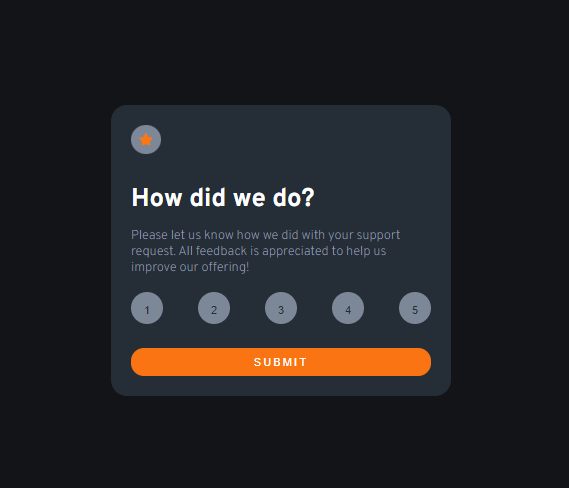 How did we do?
Please let us know how we did with your support
request. All feedback is appreciated to help us
improve our offering!
1 2 3 4 5
SUBMIT